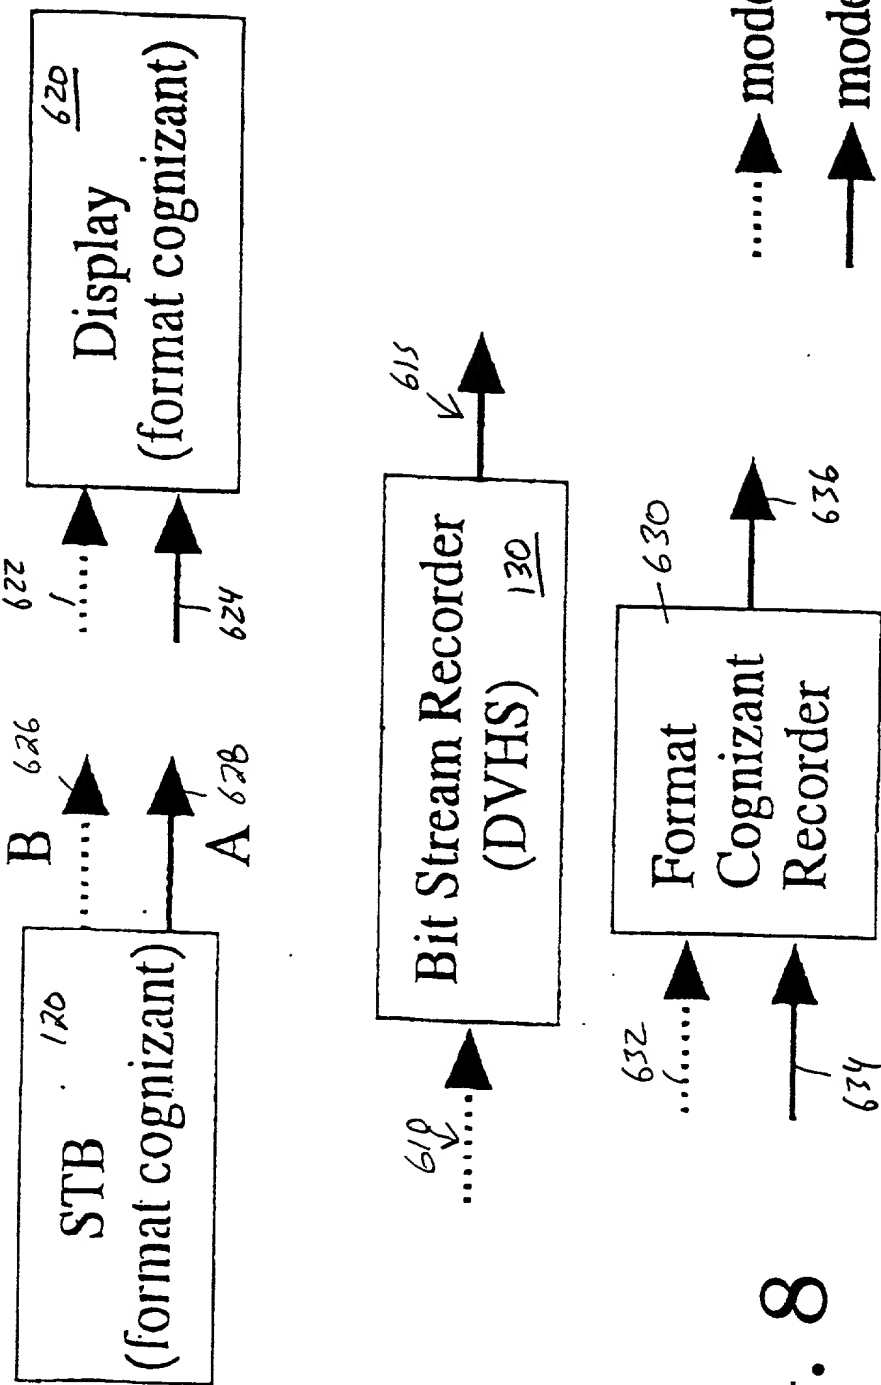 STB
120
(format cognizant)
B
626
A
628
622
624
Display
620
(format cognizant)
610
Bit Stream Recorder
(DVHS)
130
615
632
634
Format
Cognizant
Recorder
630
636
mode
mode
. 8